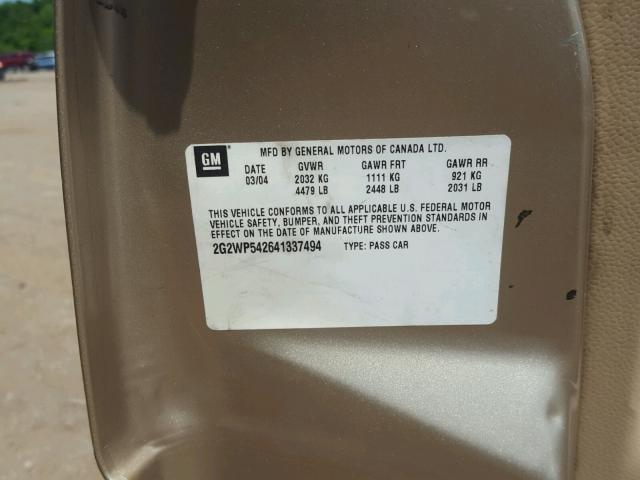 GM
MFD BY GENERAL MOTORS OF CANADA LTD.
DATE GVWR GAWR FRT GAWR RR
03/04 2032 KG 1111 KG 921 KG
4479 LB 2448 LB 2031 LB
THIS VEHICLE CONFORMS TO ALL APPLICABLE U.S. FEDERAL MOTOR
VEHICLE SAFETY, BUMPER, AND THEFT PREVENTION STANDARDS IN
EFFECT ON THE DATE OF MANUFACTURE SHOWN ABOVE.
2G2WP542641337494 TYPE: PASS CAR